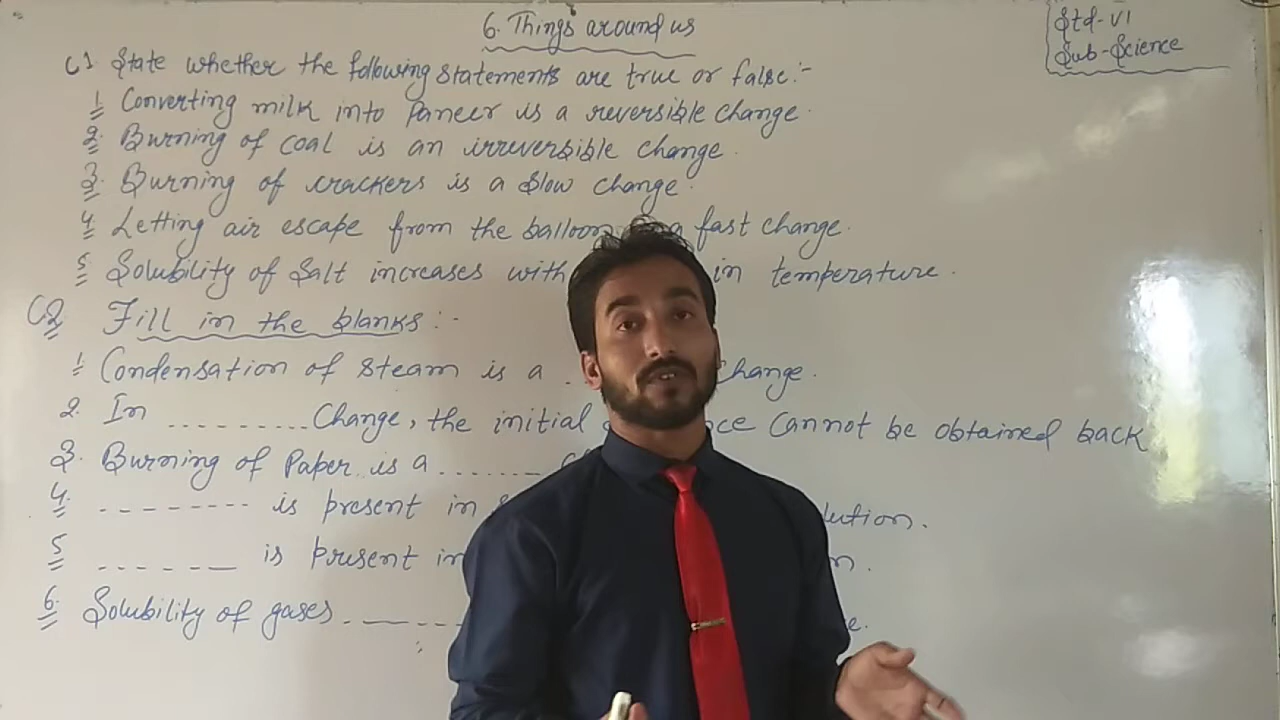 6. Things around us
Std-VI
Sub-Science
C1 State whether the following statements are true or false:-
1 Converting milk into Paneer is a reversible change.
2. Burning of coal is an irreversible change.
3. Burning of crackers is a slow change.
4 Letting air escape from the balloon a fast change.
5 Solubility of Salt increases with in temperature.
C2 Fill in the blanks:-
1 Condensation of steam is a . change.
2. In --------- Change, the initial cannot be obtained back
3. Burning of Paper is a .......
4. -------- is present in
5 ------ is present in
6. Solubility of gases .----